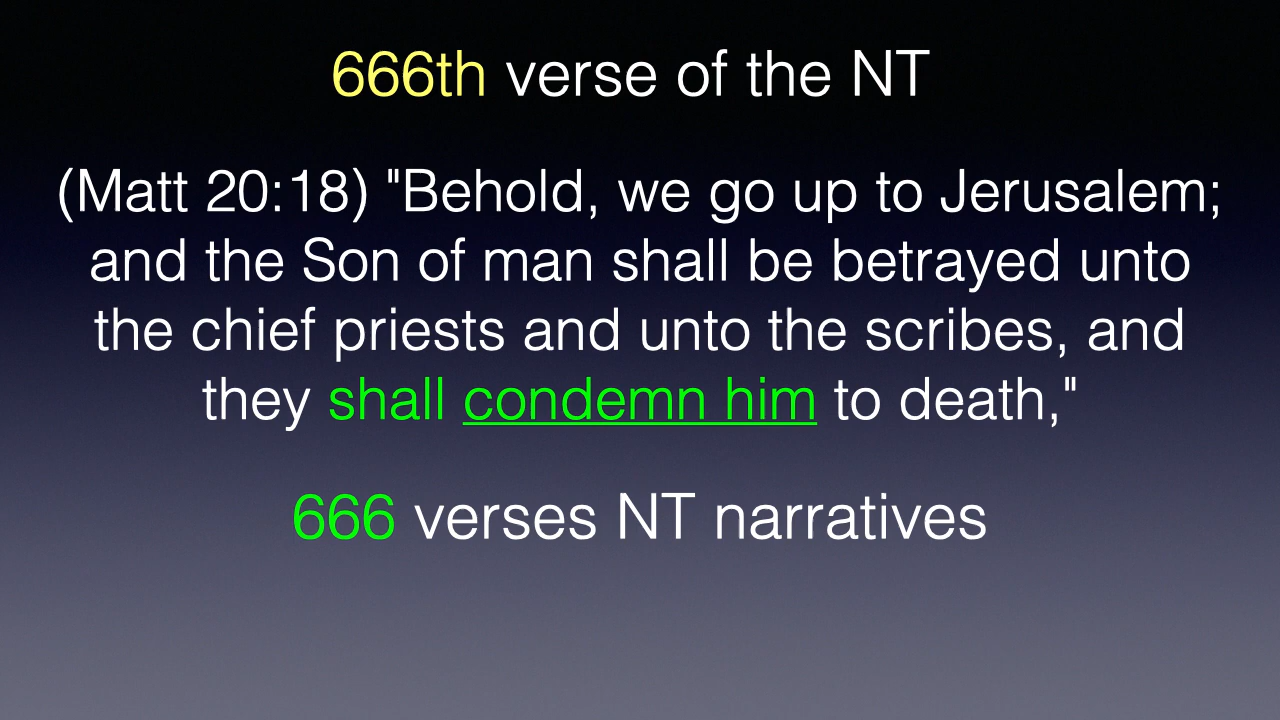 666th verse of the NT
(Matt 20:18) "Behold, we go up to Jerusalem;
and the Son of man shall be betrayed unto
the chief priests and unto the scribes, and
they shall condemn him to death,"
666 verses NT narratives